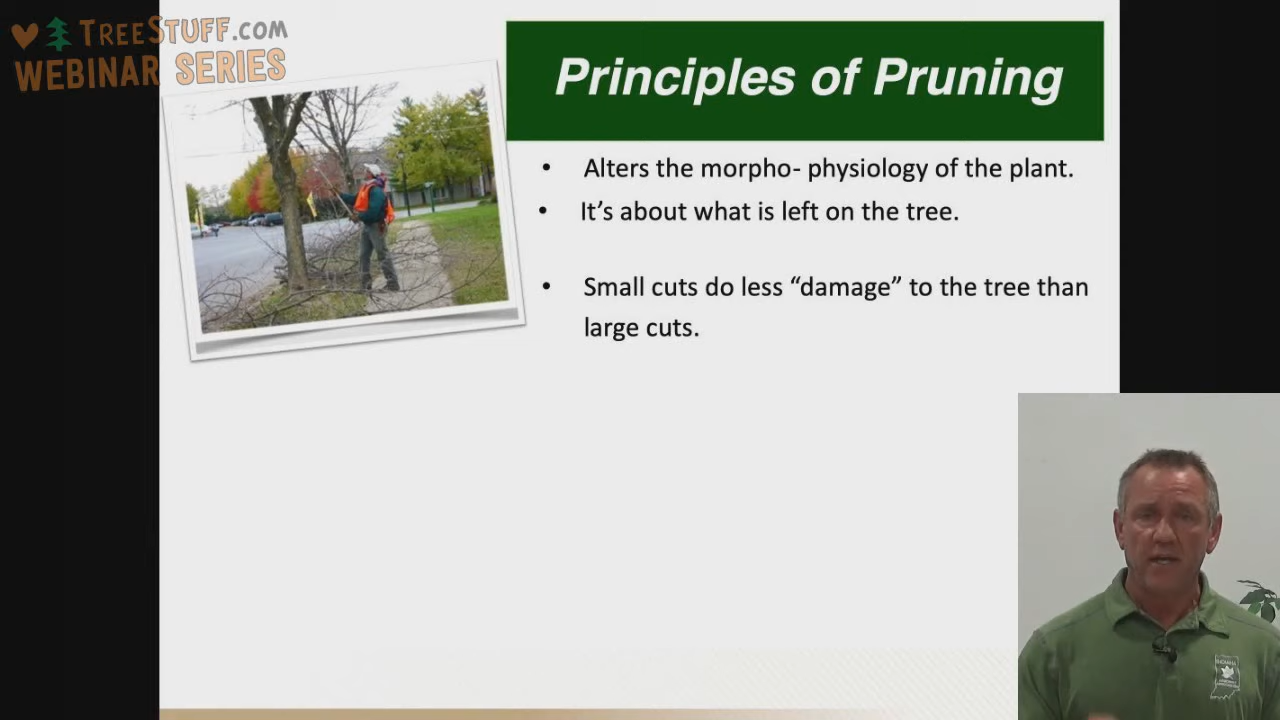 TREESTUFF.COM
WEBINAR SERIES
Principles of Pruning
• Alters the morpho- physiology of the plant.
• It’s about what is left on the tree.
• Small cuts do less “damage” to the tree than
large cuts.
INDIANA